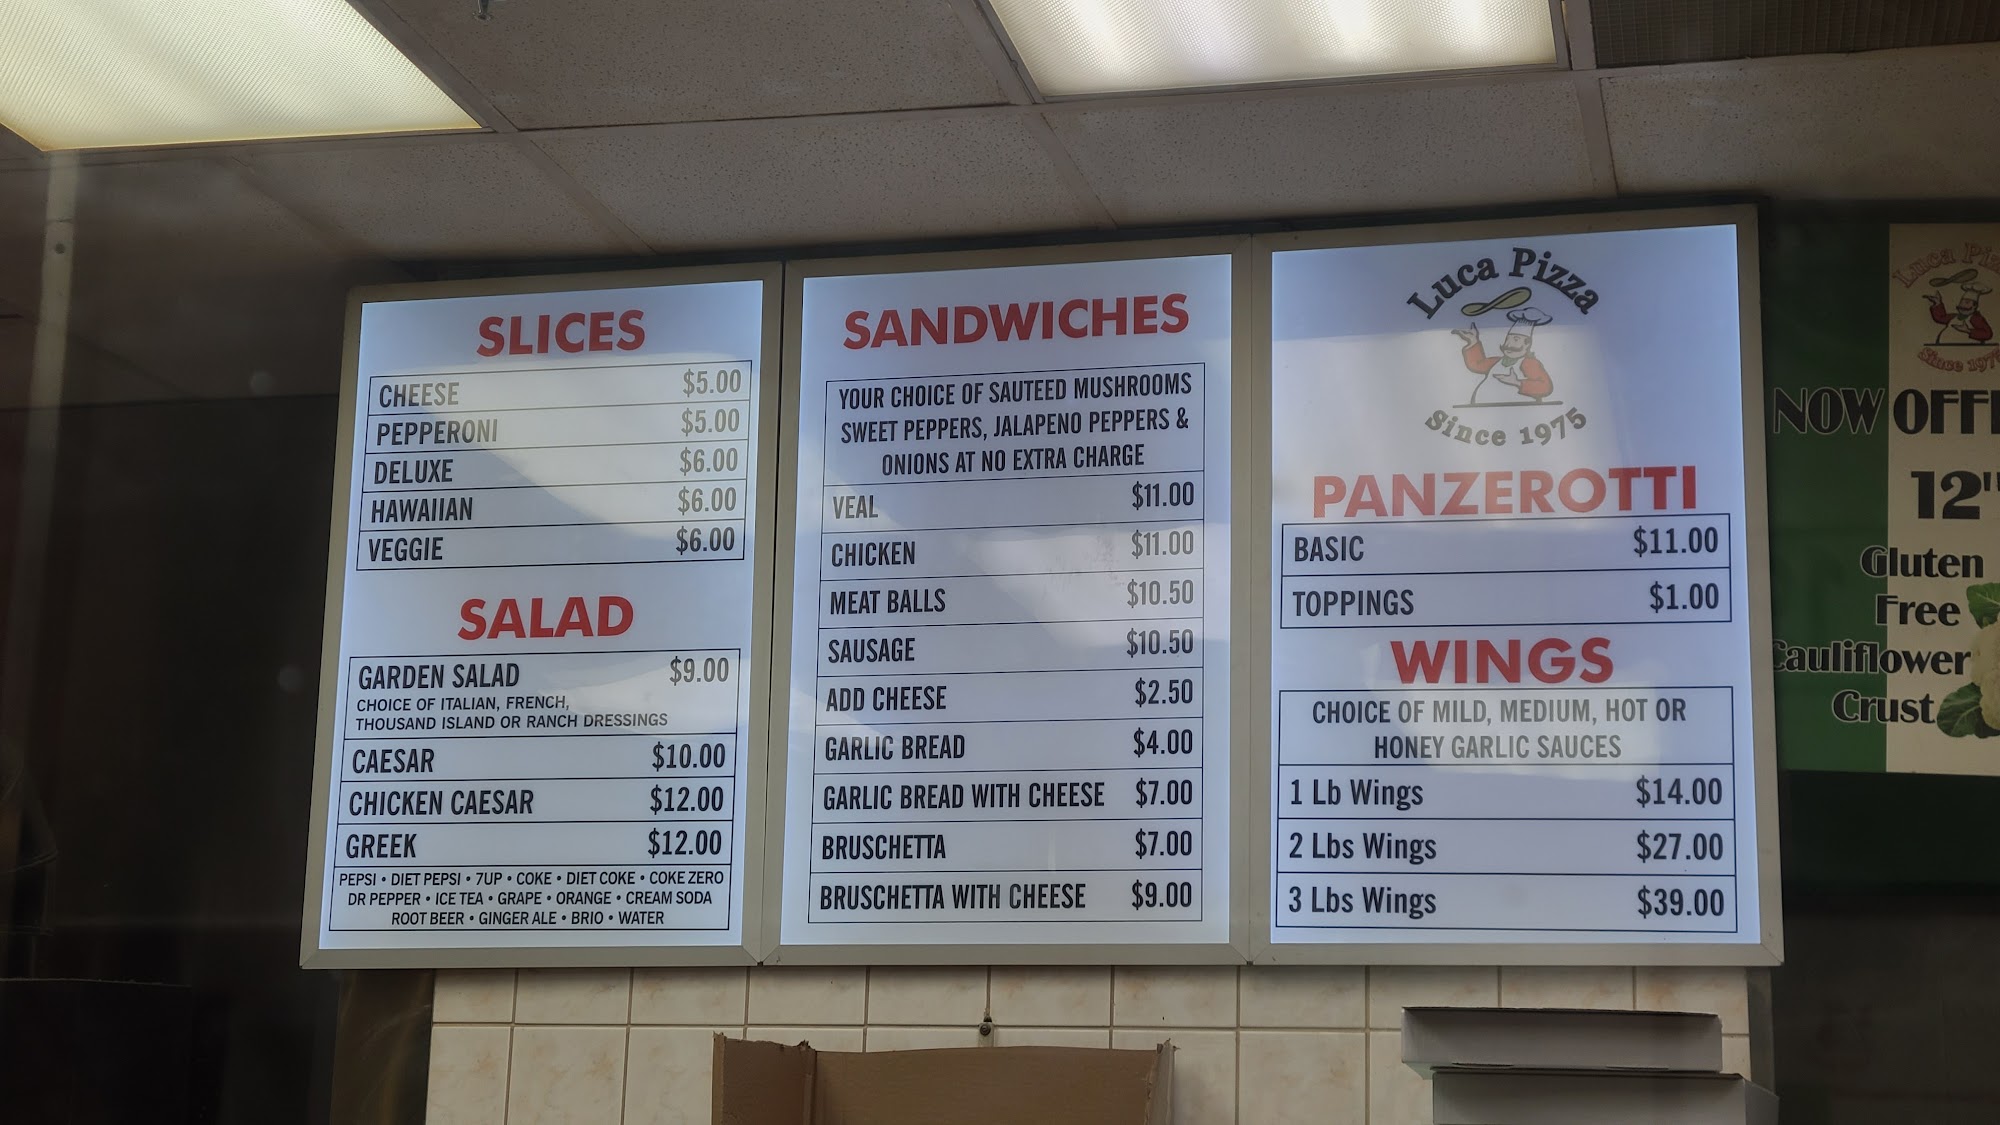 SLICES
CHEESE $5.00
PEPPERONI $5.00
DELUXE $6.00
HAWAIIAN $6.00
VEGGIE $6.00
SALAD
GARDEN SALAD $9.00
CHOICE OF ITALIAN, FRENCH,
THOUSAND ISLAND OR RANCH DRESSINGS
CAESAR $10.00
CHICKEN CAESAR $12.00
GREEK $12.00
PEPSI • DIET PEPSI • 7UP • COKE • DIET COKE • COKE ZERO
DR PEPPER • ICE TEA • GRAPE • ORANGE • CREAM SODA
ROOT BEER • GINGER ALE • BRIO • WATER
SANDWICHES
YOUR CHOICE OF SAUTEED MUSHROOMS
SWEET PEPPERS, JALAPENO PEPPERS &
ONIONS AT NO EXTRA CHARGE
VEAL $11.00
CHICKEN $11.00
MEAT BALLS $10.50
SAUSAGE $10.50
ADD CHEESE $2.50
GARLIC BREAD $4.00
GARLIC BREAD WITH CHEESE $7.00
BRUSCHETTA $7.00
BRUSCHETTA WITH CHEESE $9.00
Luca Pizza
Since 1975
PANZEROTTI
BASIC $11.00
TOPPINGS $1.00
WINGS
CHOICE OF MILD, MEDIUM, HOT OR
HONEY GARLIC SAUCES
1 Lb Wings $14.00
2 Lbs Wings $27.00
3 Lbs Wings $39.00
Luca
Since
NOW
12"
Gluten
Free
Cauliflower
Crust